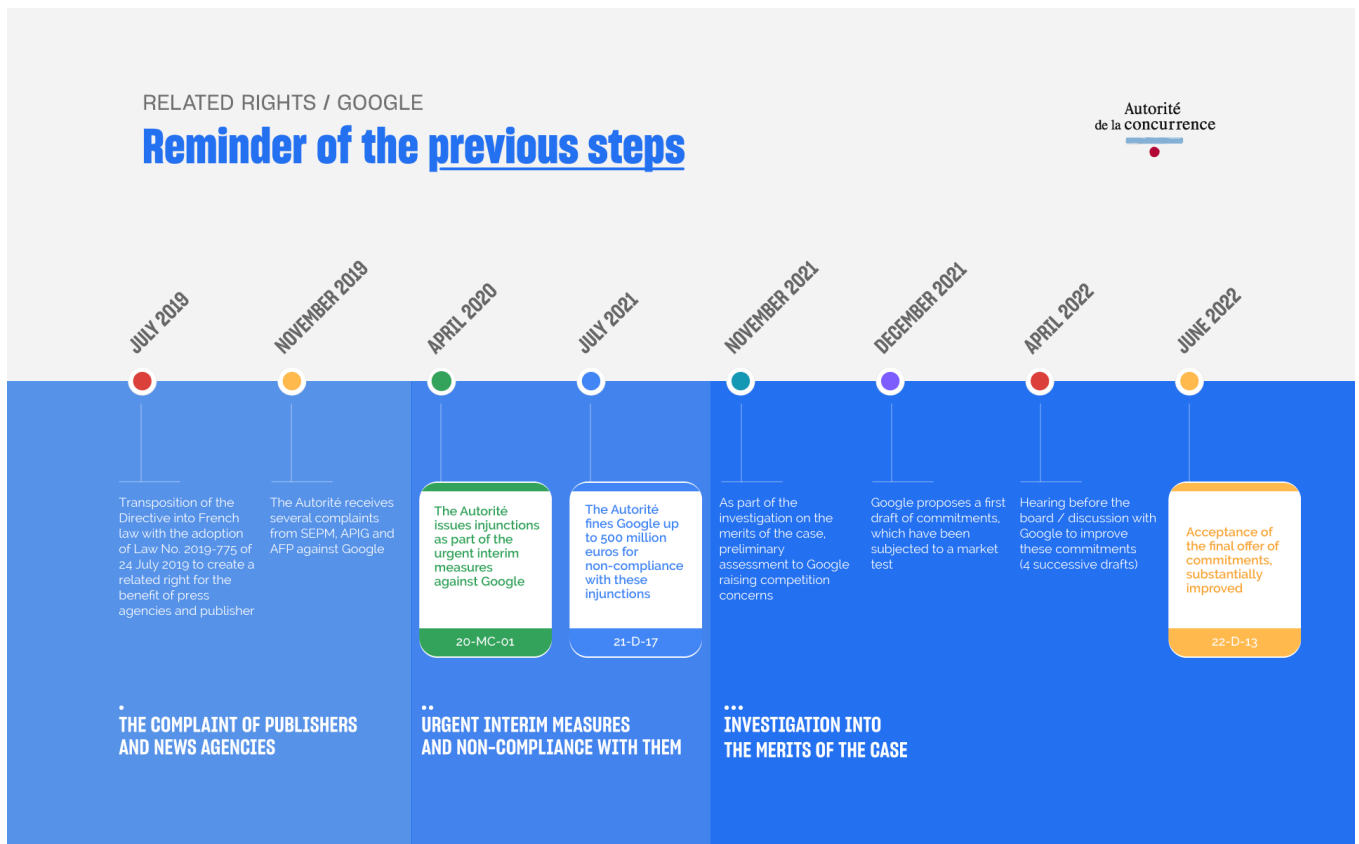 RELATED RIGHTS / GOOGLE
Reminder of the previous steps
Autorité
de la concurrence
JULY 2019
NOVEMBER 2019
APRIL 2020
JULY 2021
NOVEMBER 2021
DECEMBER 2021
APRIL 2022
JUNE 2022
Transposition of the
Directive into French
law with the adoption
of Law No. 2019-775 of
24 July 2019 to create a
related right for the
benefit of press
agencies and publisher
The Autorité receives
several complaints
from SEPM, APIG and
AFP against Google
The Autorité
issues injunctions
as part of the
urgent interim
measures
against Google
20-MC-01
The Autorité
fines Google up
to 500 million
euros for
non-compliance
with these
injunctions
21-D-17
As part of the
investigation on the
merits of the case,
preliminary
assessment to Google
raising competition
concerns
Google proposes a first
draft of commitments,
which have been
subjected to a market
test
Hearing before the
board / discussion with
Google to improve
these commitments
(4 successive drafts)
Acceptance of
the final offer of
commitments,
substantially
improved
22-D-13
THE COMPLAINT OF PUBLISHERS
AND NEWS AGENCIES
URGENT INTERIM MEASURES
AND NON-COMPLIANCE WITH THEM
INVESTIGATION INTO
THE MERITS OF THE CASE